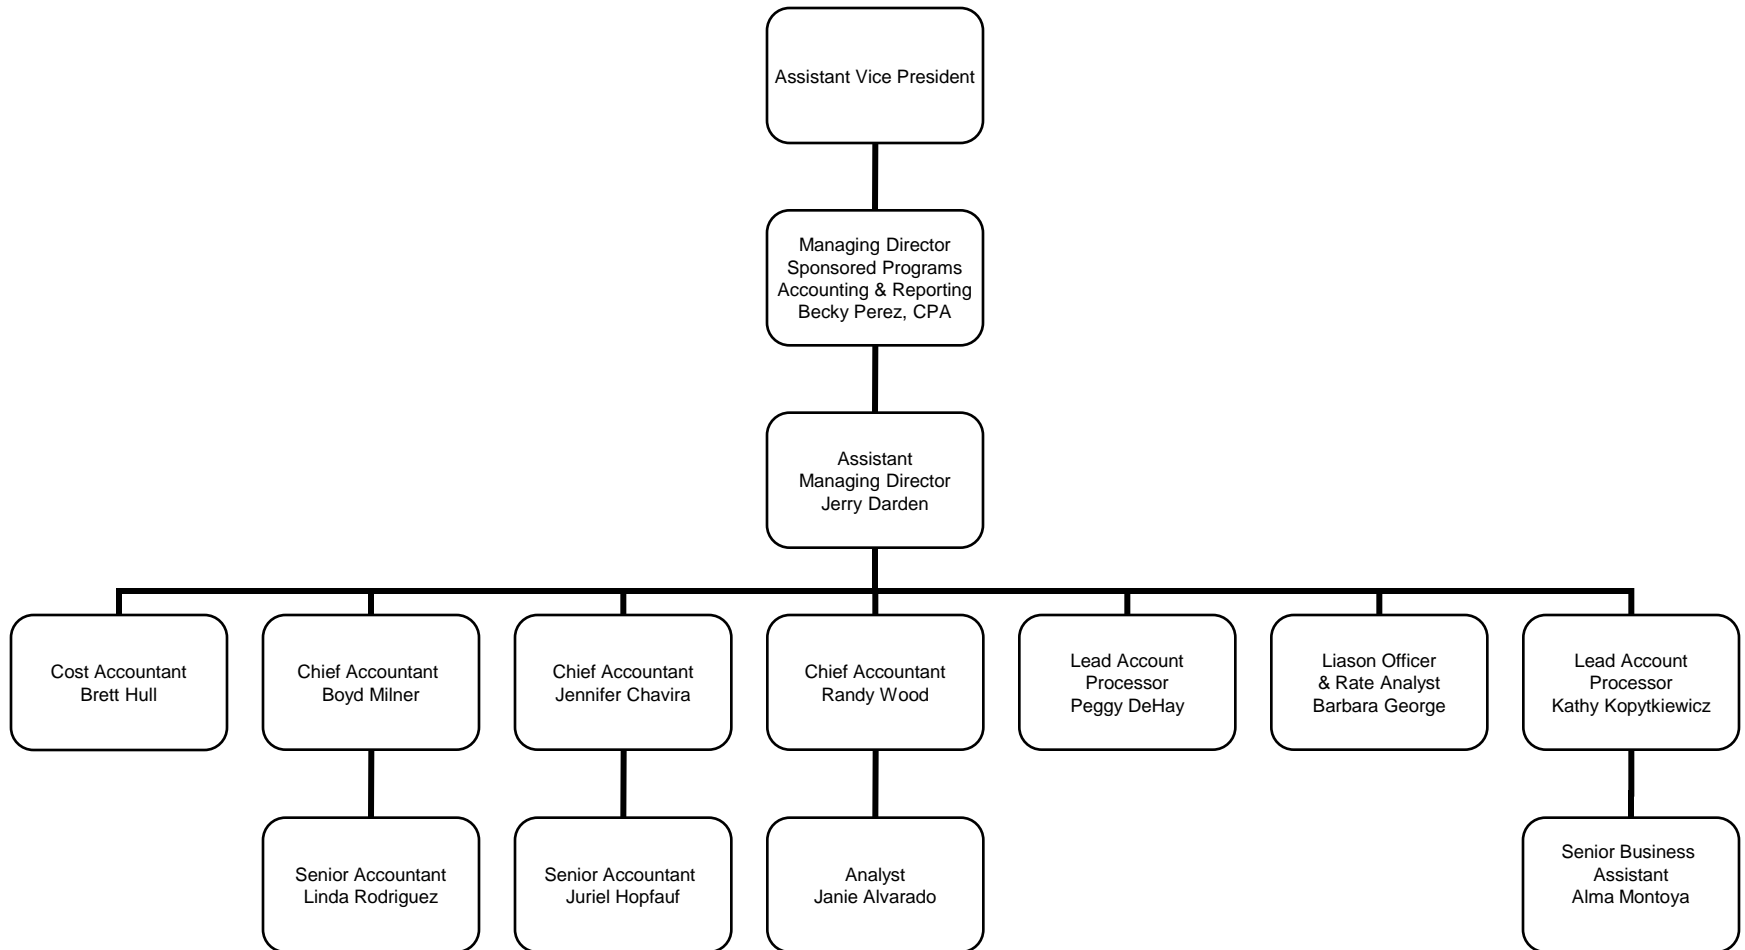 Assistant Vice President
Managing Director
Sponsored Programs
Accounting & Reporting
Becky Perez, CPA
Assistant
Managing Director
Jerry Darden
Cost Accountant
Brett Hull
Chief Accountant
Boyd Milner
Chief Accountant
Jennifer Chavira
Chief Accountant
Randy Wood
Lead Account
Processor
Peggy DeHay
Liason Officer
& Rate Analyst
Barbara George
Lead Account
Processor
Kathy Kopytkiewicz
Senior Accountant
Linda Rodriguez
Senior Accountant
Juriel Hopfauf
Analyst
Janie Alvarado
Senior Business
Assistant
Alma Montoya